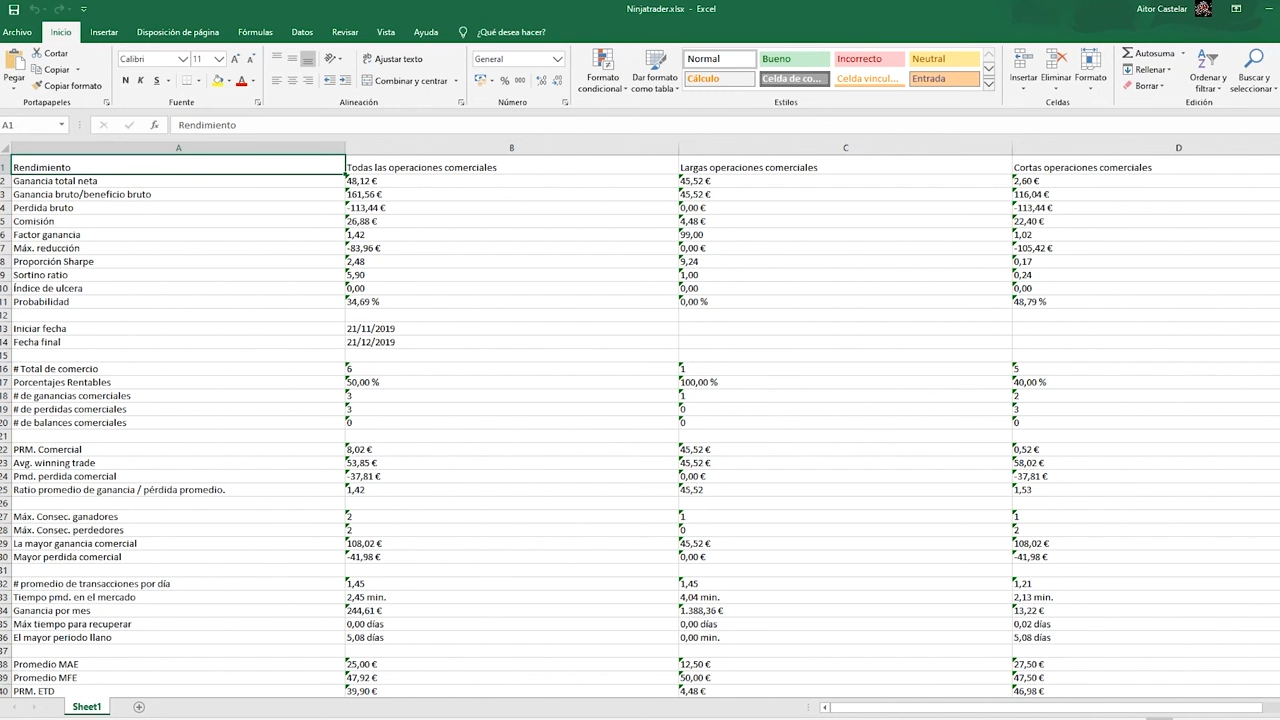 Ninjatrader.xlsx - Excel
Aitor Castelar
Archivo Inicio Insertar Disposición de página Fórmulas Datos Revisar Vista Ayuda ¿Qué desea hacer?
Pegar
Cortar
Copiar
Copiar formato
Portapapeles
Calibri 11
N K S
Fuente
Ajustar texto
Combinar y centrar
Alineación
General
% 000
Número
Formato condicional
Dar formato como tabla
Normal Bueno Incorrecto Neutral
Cálculo Celda de co... Celda vincul... Entrada
Estilos
Insertar Eliminar Formato
Celdas
Autosuma
Rellenar
Borrar
Ordenar y filtrar
Buscar y seleccionar
Edición
A1 fx Rendimiento
A B C D
1 Rendimiento Todas las operaciones comerciales Largas operaciones comerciales Cortas operaciones comerciales
2 Ganancia total neta 48,12 € 45,52 € 2,60 €
3 Ganancia bruto/beneficio bruto 161,56 € 45,52 € 116,04 €
4 Perdida bruto -113,44 € 0,00 € -113,44 €
5 Comisión 26,88 € 4,48 € 22,40 €
6 Factor ganancia 1,42 99,00 1,02
7 Máx. reducción -83,96 € 0,00 € -105,42 €
8 Proporción Sharpe 2,48 9,24 0,17
9 Sortino ratio 5,90 1,00 0,24
10 Índice de ulcera 0,00 0,00 0,00
11 Probabilidad 34,69 % 0,00 % 48,79 %
12
13 Iniciar fecha 21/11/2019
14 Fecha final 21/12/2019
15
16 # Total de comercio 6 1 5
17 Porcentajes Rentables 50,00 % 100,00 % 40,00 %
18 # de ganancias comerciales 3 1 2
19 # de perdidas comerciales 3 0 3
20 # de balances comerciales 0 0 0
21
22 PRM. Comercial 8,02 € 45,52 € 0,52 €
23 Avg. winning trade 53,85 € 45,52 € 58,02 €
24 Pmd. perdida comercial -37,81 € 0,00 € -37,81 €
25 Ratio promedio de ganancia / pérdida promedio. 1,42 45,52 1,53
26
27 Máx. Consec. ganadores 2 1 1
28 Máx. Consec. perdedores 2 0 2
29 La mayor ganancia comercial 108,02 € 45,52 € 108,02 €
30 Mayor perdida comercial -41,98 € 0,00 € -41,98 €
31
32 # promedio de transacciones por día 1,45 1,45 1,21
33 Tiempo pmd. en el mercado 2,45 min. 4,04 min. 2,13 min.
34 Ganancia por mes 244,61 € 1.388,36 € 13,22 €
35 Máx tiempo para recuperar 0,00 días 0,00 días 0,02 días
36 El mayor periodo llano 5,08 días 0,00 min. 5,08 días
37
38 Promedio MAE 25,00 € 12,50 € 27,50 €
39 Promedio MFE 47,92 € 50,00 € 47,50 €
40 PRM. ETD 39,90 € 4,48 € 46,98 €
Sheet1